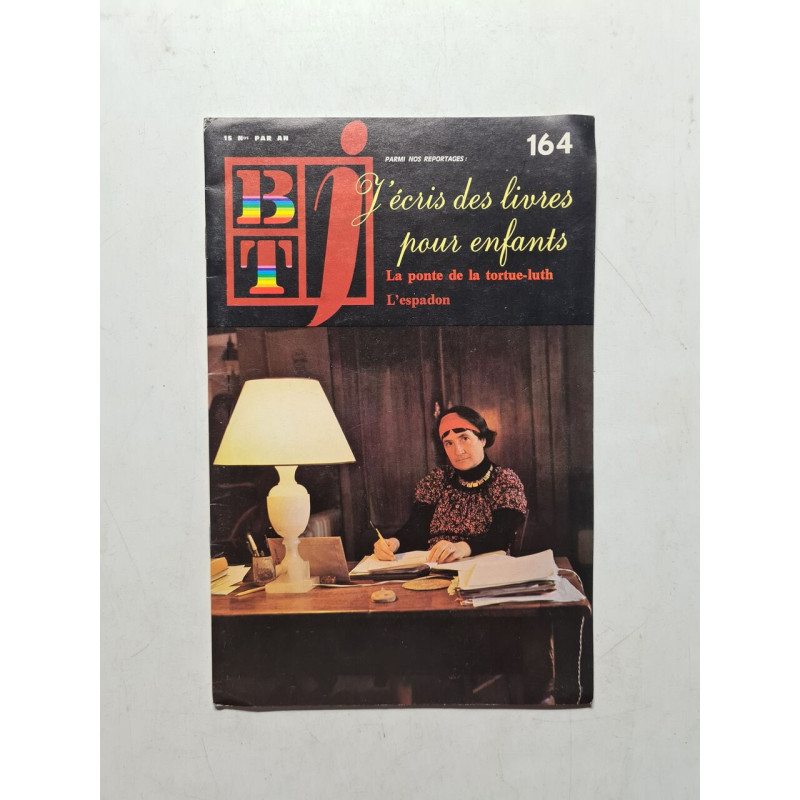 15 Nos PAR AN
164
BTj
PARMI NOS REPORTAGES :
J'écris des livres
pour enfants
La ponte de la tortue-luth
L'espadon